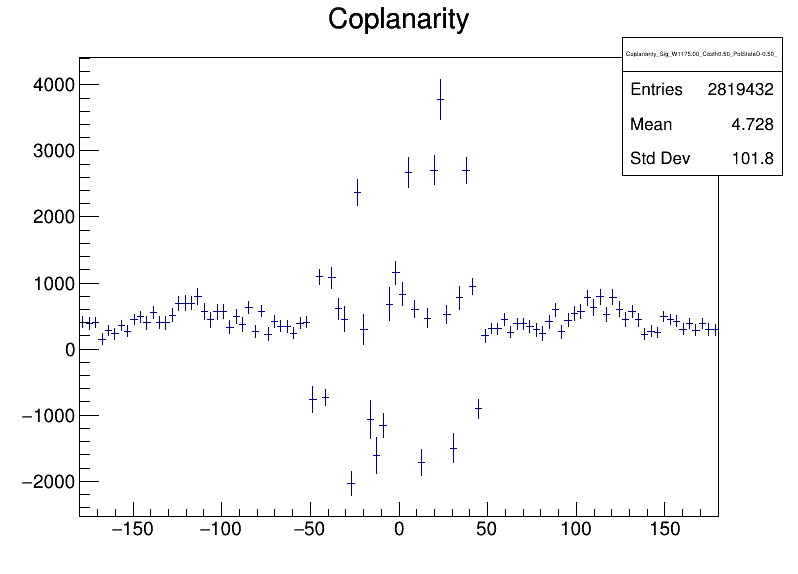 Coplanarity
Coplanarity_Sig_W1175.00_Costh0.50_PolStateD-0.50_
Entries 2819432
Mean 4.728
Std Dev 101.8
4000
3000
2000
1000
0
−1000
−2000
−150 −100 −50 0 50 100 150